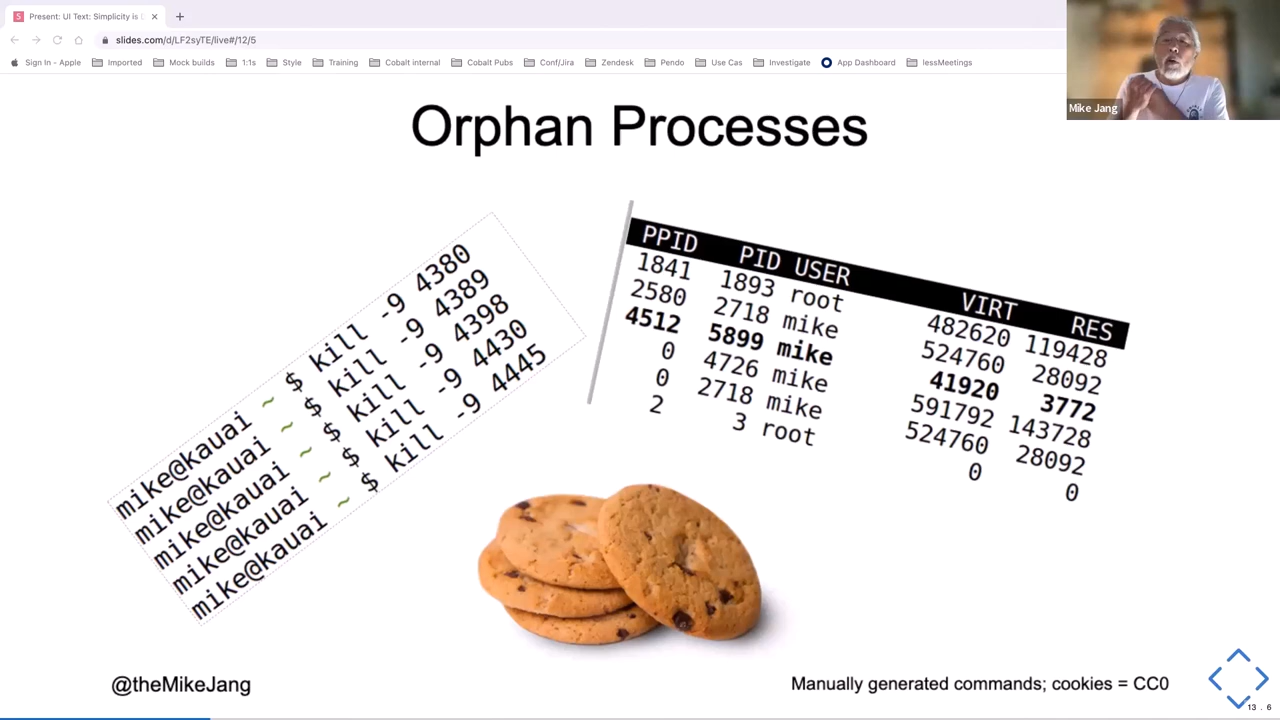 Present: UI Text: Simplicity is
slides.com/d/LF2syTE/live#/12/5
Sign In - Apple Imported Mock builds 1:1s Style Training Cobalt internal Cobalt Pubs Conf/Jira Zendesk Pendo Use Cas Investigate App Dashboard lessMeetings
Mike Jang
Orphan Processes
mike@kauai ~ $ kill -9 4380
mike@kauai ~ $ kill -9 4389
mike@kauai ~ $ kill -9 4398
mike@kauai ~ $ kill -9 4430
mike@kauai ~ $ kill -9 4445
PPID PID USER VIRT RES
1841 1893 root 482620 119428
2580 2718 mike 524760 28092
4512 5899 mike 41920 3772
0 4726 mike 591792 143728
0 2718 mike 524760 28092
2 3 root 0 0
@theMikeJang
Manually generated commands; cookies = CC0
13 . 6